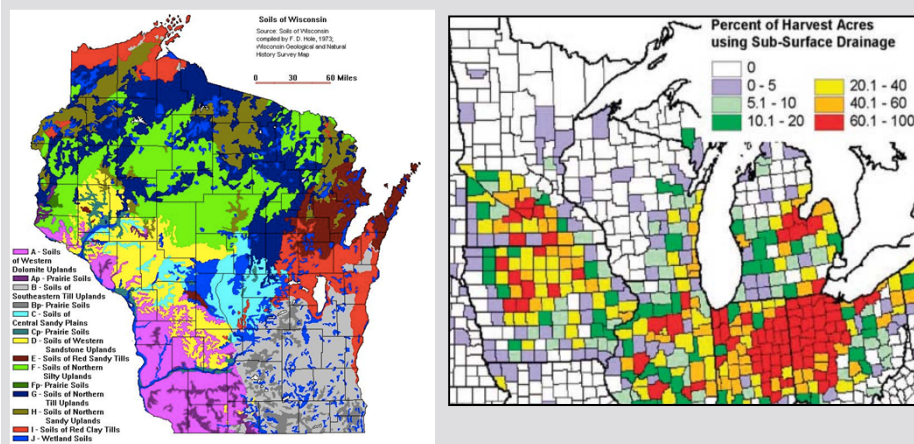 Soils of Wisconsin
Source: Soils of Wisconsin
compiled by F. D. Hole, 1973;
Wisconsin Geological and Natural
History Survey Map
0 30 60 Miles
A - Soils
of Western
Dolomite Uplands
Ap - Prairie Soils
B - Soils of
Southeastern Till Uplands
Bp- Prairie Soils
C - Soils of
Central Sandy Plains
Cp- Prairie Soils
D - Soils of Western
Sandstone Uplands
E - Soils of Red Sandy Tills
F - Soils of Northern
Silty Uplands
Fp- Prairie Soils
G - Soils of Northern
Till Uplands
H - Soils of Northern
Sandy Uplands
I - Soils of Red Clay Tills
J - Wetland Soils
Percent of Harvest Acres
using Sub-Surface Drainage
0
0 - 5
5.1 - 10
10.1 - 20
20.1 - 40
40.1 - 60
60.1 - 100